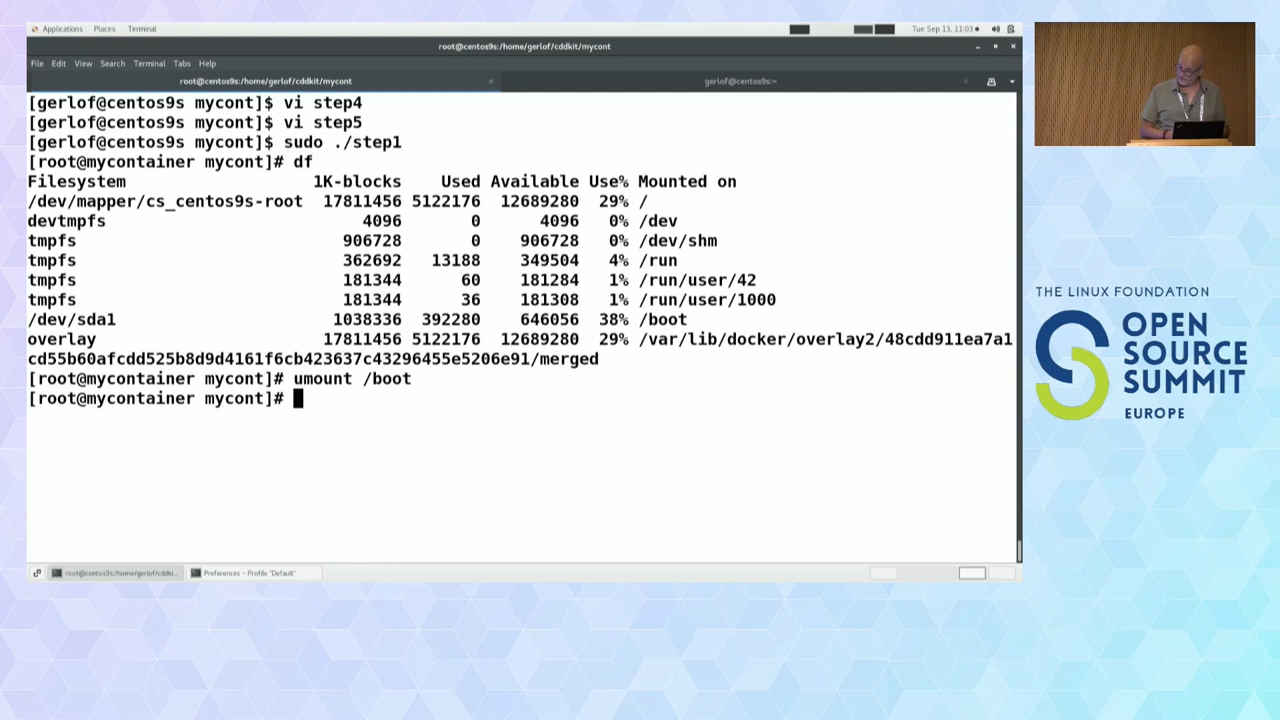 Applications Places Terminal Tue Sep 13, 11:03
root@centos9s:/home/gerlof/cddkit/mycont
File Edit View Search Terminal Tabs Help
root@centos9s:/home/gerlof/cddkit/mycont gerlof@centos9s:~
[gerlof@centos9s mycont]$ vi step4
[gerlof@centos9s mycont]$ vi step5
[gerlof@centos9s mycont]$ sudo ./step1
[root@mycontainer mycont]# df
Filesystem 1K-blocks Used Available Use% Mounted on
/dev/mapper/cs_centos9s-root 17811456 5122176 12689280 29% /
devtmpfs 4096 0 4096 0% /dev
tmpfs 906728 0 906728 0% /dev/shm
tmpfs 362692 13188 349504 4% /run
tmpfs 181344 60 181284 1% /run/user/42
tmpfs 181344 36 181308 1% /run/user/1000
/dev/sda1 1038336 392280 646056 38% /boot
overlay 17811456 5122176 12689280 29% /var/lib/docker/overlay2/48cdd911ea7a1
cd55b60afcdd525b8d9d4161f6cb423637c43296455e5206e91/merged
[root@mycontainer mycont]# umount /boot
[root@mycontainer mycont]#
root@centos9s:/home/gerlof/cddki... Preferences - Profile "Default"
THE LINUX FOUNDATION
OPEN
SOURCE
SUMMIT
EUROPE